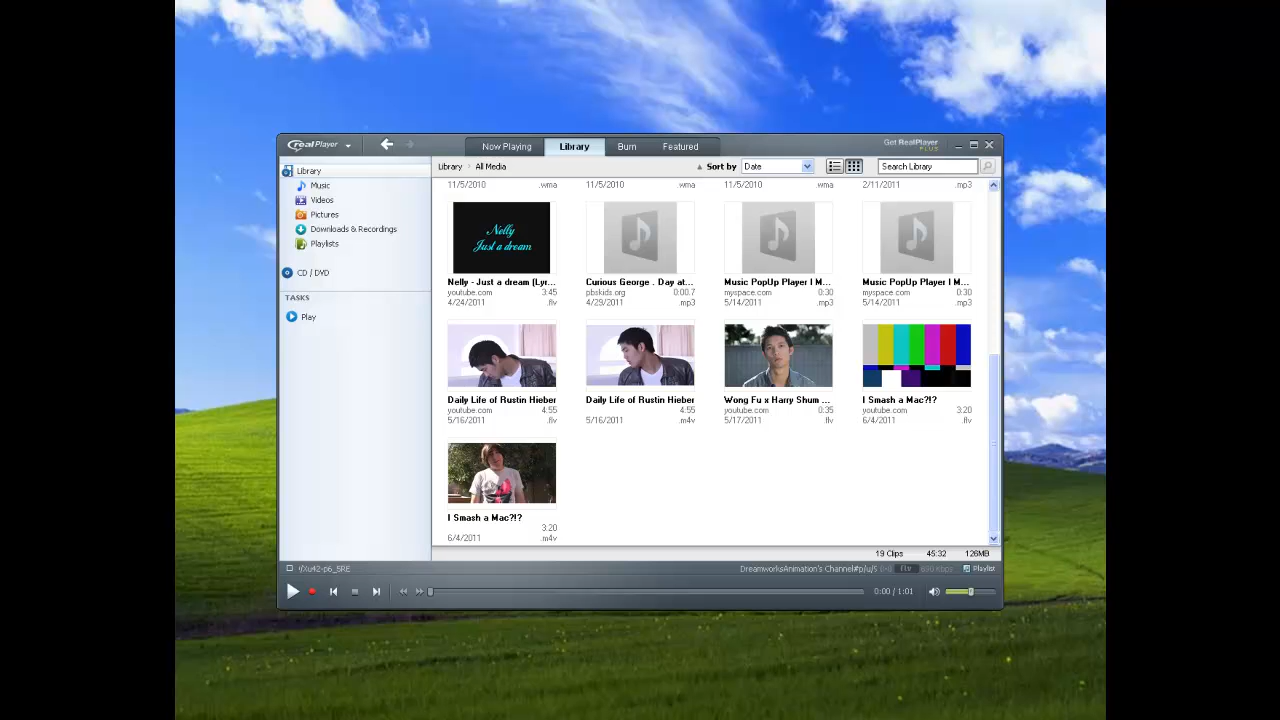 realPlayer
Now Playing
Library
Burn
Featured
Get RealPlayer
PLUS
Library
Music
Videos
Pictures
Downloads & Recordings
Playlists
CD / DVD
TASKS
Play
Library › All Media
Sort by
Date
Search Library
11/5/2010 .wma
11/5/2010 .wma
11/5/2010 .wma
2/11/2011 .mp3
Nelly
Just a dream
Nelly - Just a dream (Lyr...
youtube.com 3:45
4/24/2011 .flv
Curious George . Day at...
pbskids.org 0:00.7
4/29/2011 .mp3
Music PopUp Player I M...
myspace.com 0:30
5/14/2011 .mp3
Music PopUp Player I M...
myspace.com 0:30
5/14/2011 .mp3
Daily Life of Rustin Hieber
youtube.com 4:55
5/16/2011 .flv
Daily Life of Rustin Hieber
4:55
5/16/2011 .m4v
Wong Fu x Harry Shum ...
youtube.com 0:35
5/17/2011 .flv
I Smash a Mac?!?
youtube.com 3:20
6/4/2011 .flv
I Smash a Mac?!?
3:20
6/4/2011 .m4v
19 Clips 45:32 126MB
DreamworksAnimation's Channel#p/u/5
flv
Playlist
0:00 / 1:01